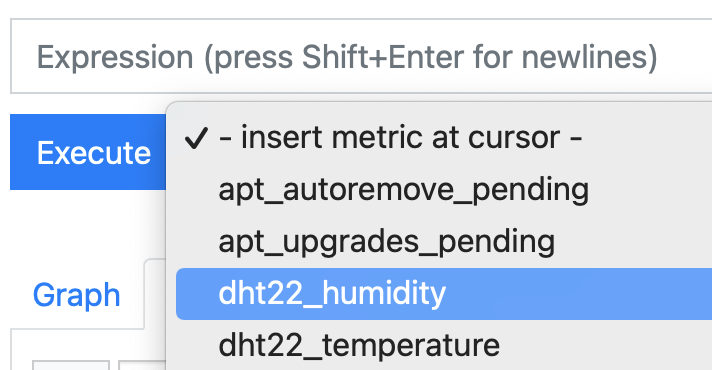 Expression (press Shift+Enter for newlines)
Execute
✓ - insert metric at cursor -
apt_autoremove_pending
apt_upgrades_pending
Graph
dht22_humidity
dht22_temperature